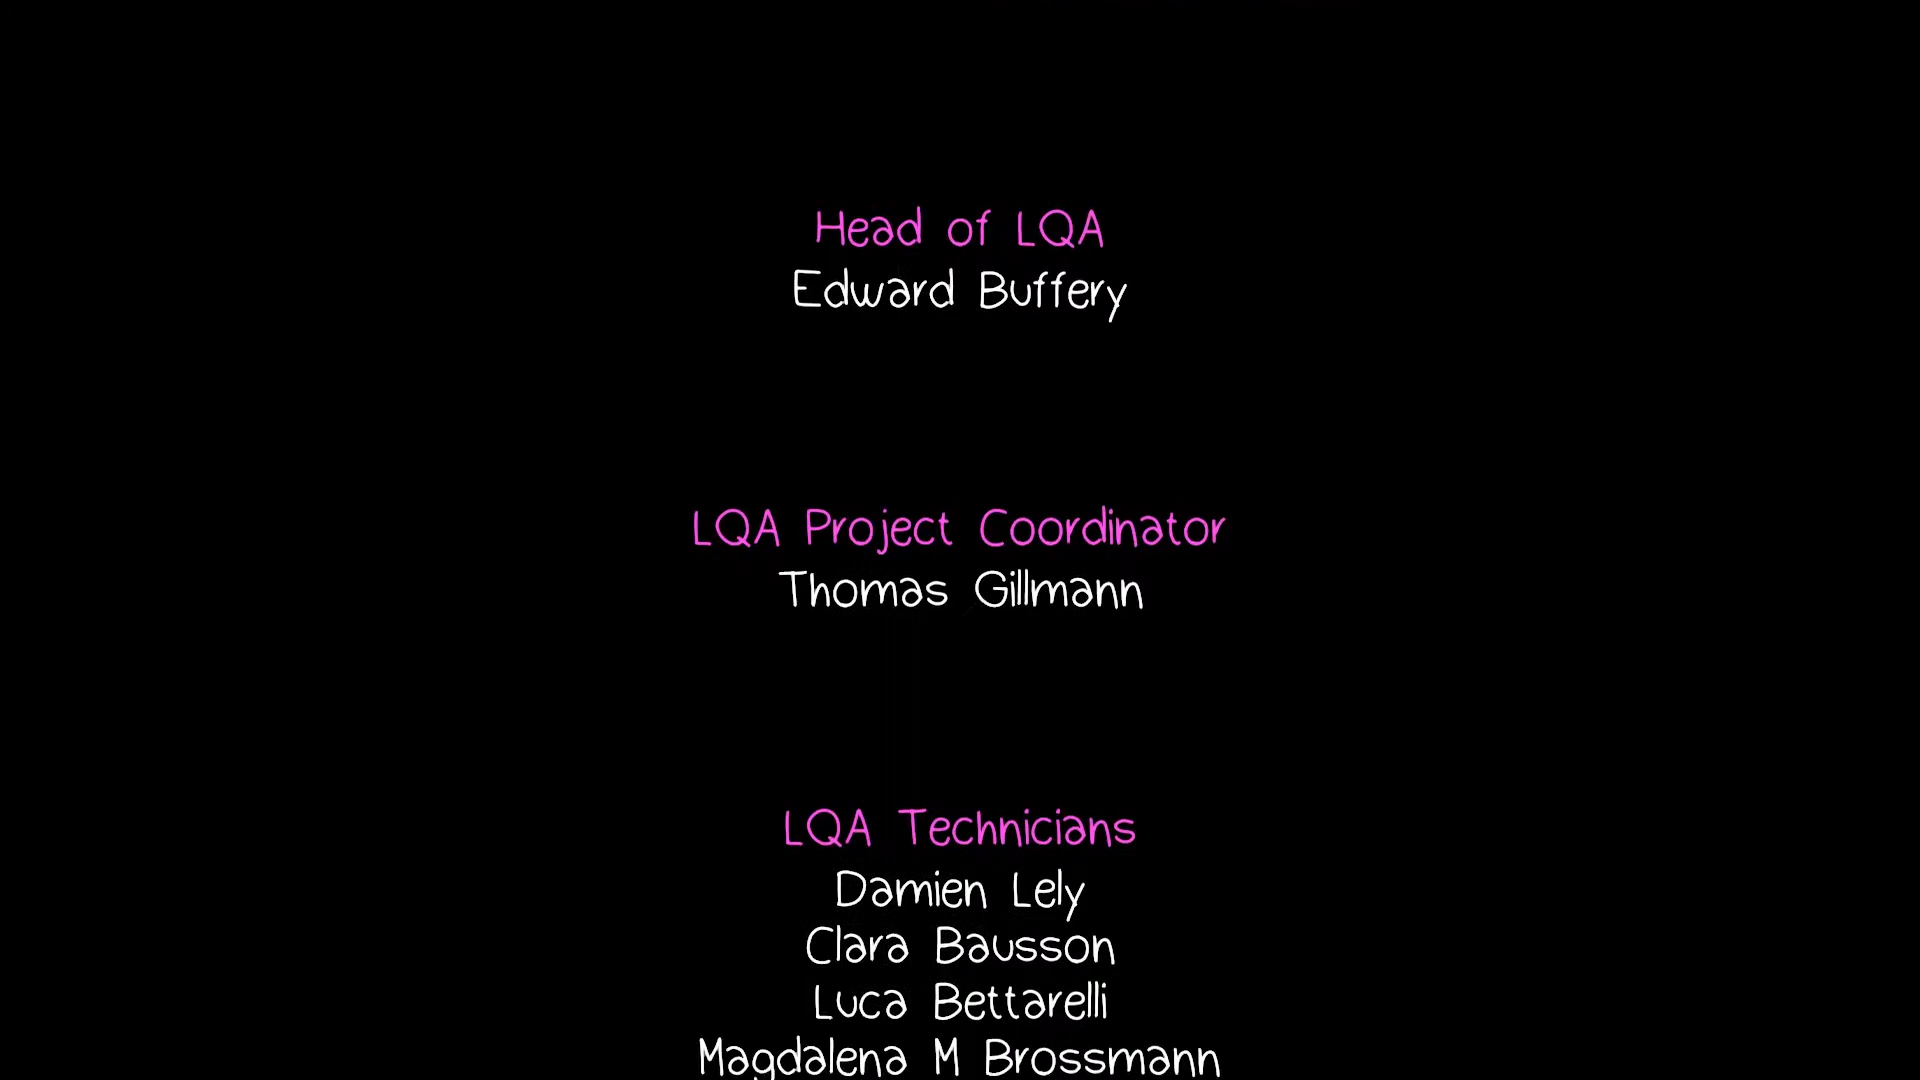 Head of LQA
Edward Buffery
LQA Project Coordinator
Thomas Gillmann
LQA Technicians
Damien Lely
Clara Bausson
Luca Bettarelli
Magdalena M Brossmann